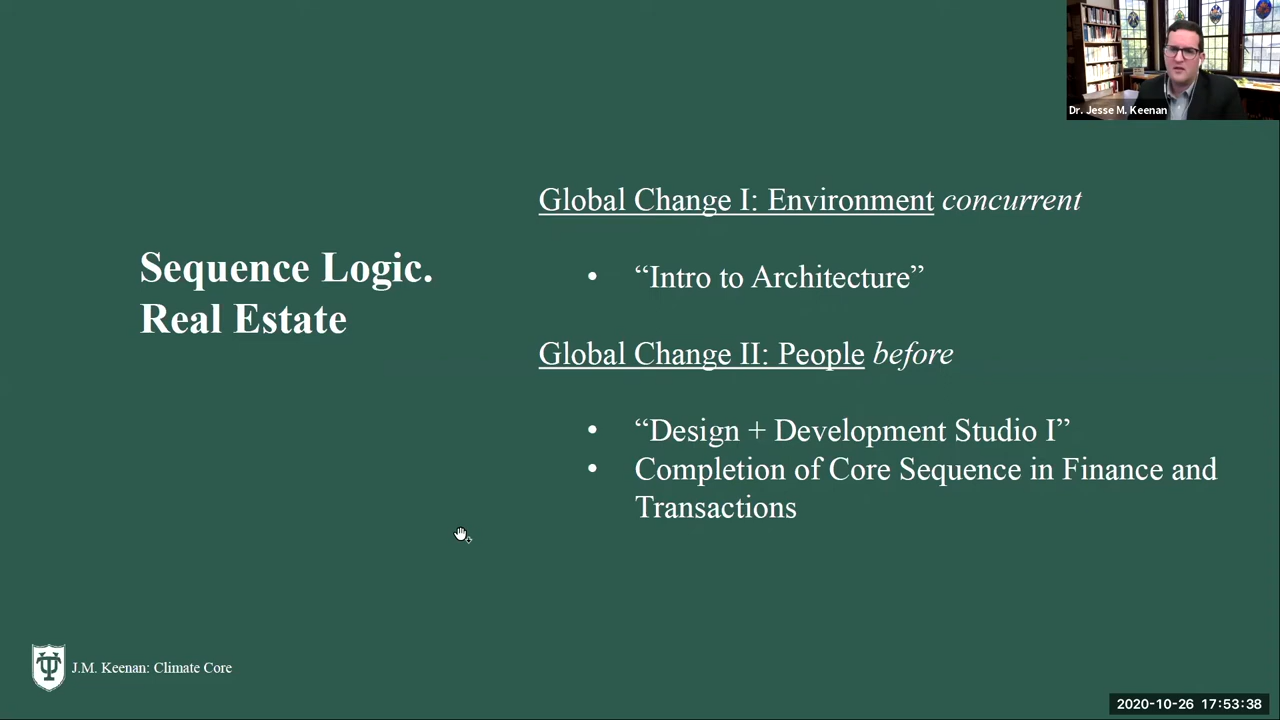 Dr. Jesse M. Keenan
Sequence Logic.
Real Estate
Global Change I: Environment concurrent
• “Intro to Architecture”
Global Change II: People before
• “Design + Development Studio I”
• Completion of Core Sequence in Finance and
Transactions
J.M. Keenan: Climate Core
2020-10-26 17:53:38